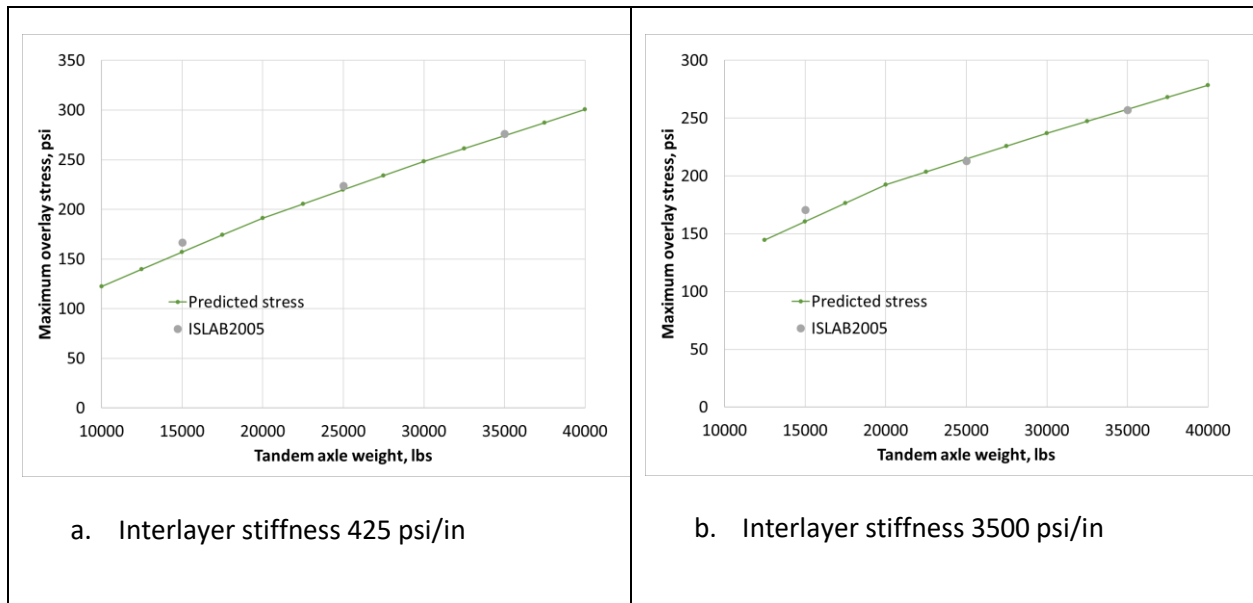 350
300
250
200
150
100
50
0
Maximum overlay stress, psi
Predicted stress
ISLAB2005
10000 15000 20000 25000 30000 35000 40000
Tandem axle weight, lbs
a. Interlayer stiffness 425 psi/in
300
250
200
150
100
50
0
Maximum overlay stress, psi
Predicted stress
ISLAB2005
10000 15000 20000 25000 30000 35000 40000
Tandem axle weight, lbs
b. Interlayer stiffness 3500 psi/in